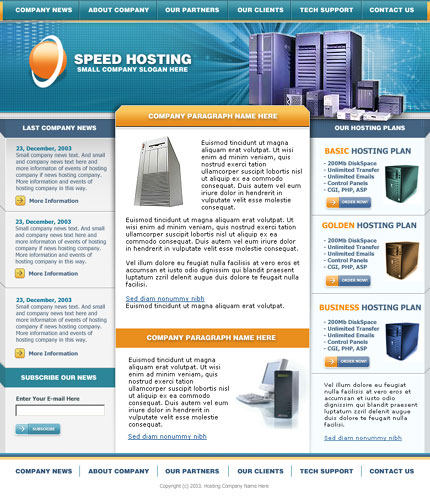 COMPANY NEWS ABOUT COMPANY OUR PARTNERS OUR CLIENTS TECH SUPPORT CONTACT US
SPEED HOSTING
SMALL COMPANY SLOGAN HERE
LAST COMPANY NEWS
23, December, 2003
Small company news text. And small
company news text here and
more informaton of events of hosting
company if news hosting company.
More information and events of
hosting company in this way.
More Information
23, December, 2003
Small company news text. And small
company news text here and
more informaton of events of hosting
company if news hosting company.
More information and events of
hosting company in this way.
More Information
23, December, 2003
Small company news text. And small
company news text here and
more informaton of events of hosting
company if news hosting company.
More information and events of
hosting company in this way.
More Information
SUBSCRIBE OUR NEWS
Enter Your E-mail Here
SUBSCRIBE
COMPANY PARAGRAPH NAME HERE
Euismod tincidunt ut magna
aliquam erat volutpat. Ut wisi
enim ad minim veniam, quis
nostrud exerci tation
ullamcorper suscipit lobortis
nisl ut aliquip ex ea commodo
consequat. Duis autem vel eum
iriure dolor in hendrerit in
vulputate velit esse molestie
consequat.
Euismod tincidunt ut magna aliquam erat volutpat.
Ut wisi enim ad minim veniam, quis nostrud exerci
tation ullamcorper suscipit lobortis nisl ut aliquip ex ea
commodo consequat. Duis autem vel eum iriure dolor
in hendrerit in vulputate velit esse molestie consequat.
Vel illum dolore eu feugiat nulla facilisis at vero eros et
accumsan et iusto odio dignissim qui blandit praesent
luptatum zzril delenit augue duis dolore te feugait nulla
facilisi.
Sed diam nonummy nibh
Euismod tincidunt ut magna aliquam erat volutpat.
COMPANY PARAGRAPH NAME HERE
Euismod tincidunt ut magna
aliquam erat volutpat. Ut wisi
enim ad minim veniam, quis
nostrud exerci tation
ullamcorper suscipit lobortis nisl
ut aliquip ex ea commodo
consequat. Duis autem vel eum
iriure dolor in hendrerit in
vulputate velit esse molestie
consequat.
Sed diam nonummy nibh
OUR HOSTING PLANS
BASIC HOSTING PLAN
- 200Mb DiskSpace
- Unlimited Transfer
- Unlimited Emails
- Control Panels
- CGI, PHP, ASP
ORDER NOW!
GOLDEN HOSTING PLAN
- 200Mb DiskSpace
- Unlimited Transfer
- Unlimited Emails
- Control Panels
- CGI, PHP, ASP
ORDER NOW!
BUSINESS HOSTING PLAN
- 200Mb DiskSpace
- Unlimited Transfer
- Unlimited Emails
- Control Panels
- CGI, PHP, ASP
ORDER NOW!
Vel illum dolore eu feugiat
nulla facilisis at vero eros et
accumsan et iusto odio
dignissim qui blandit praesent
luptatum zzril delenit augue
duis dolore te feugait nulla
facilisi.
Sed diam nonummy nibh
COMPANY NEWS ABOUT COMPANY OUR PARTNERS OUR CLIENTS TECH SUPPORT CONTACT US
Copyright (c) 2003. Hosting Company Name Here